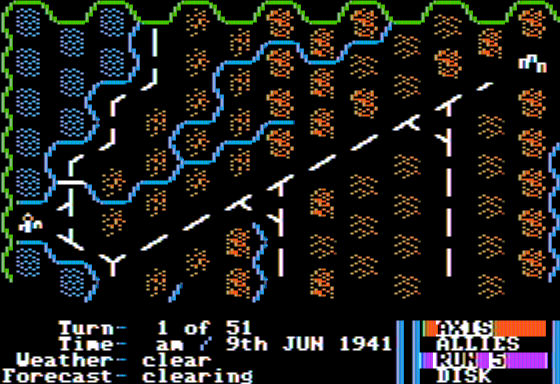 Turn- 1 of 51
Time- am / 9th JUN 1941
Weather- clear
Forecast- clearing
AXIS
ALLIES
RUN 5
DISK